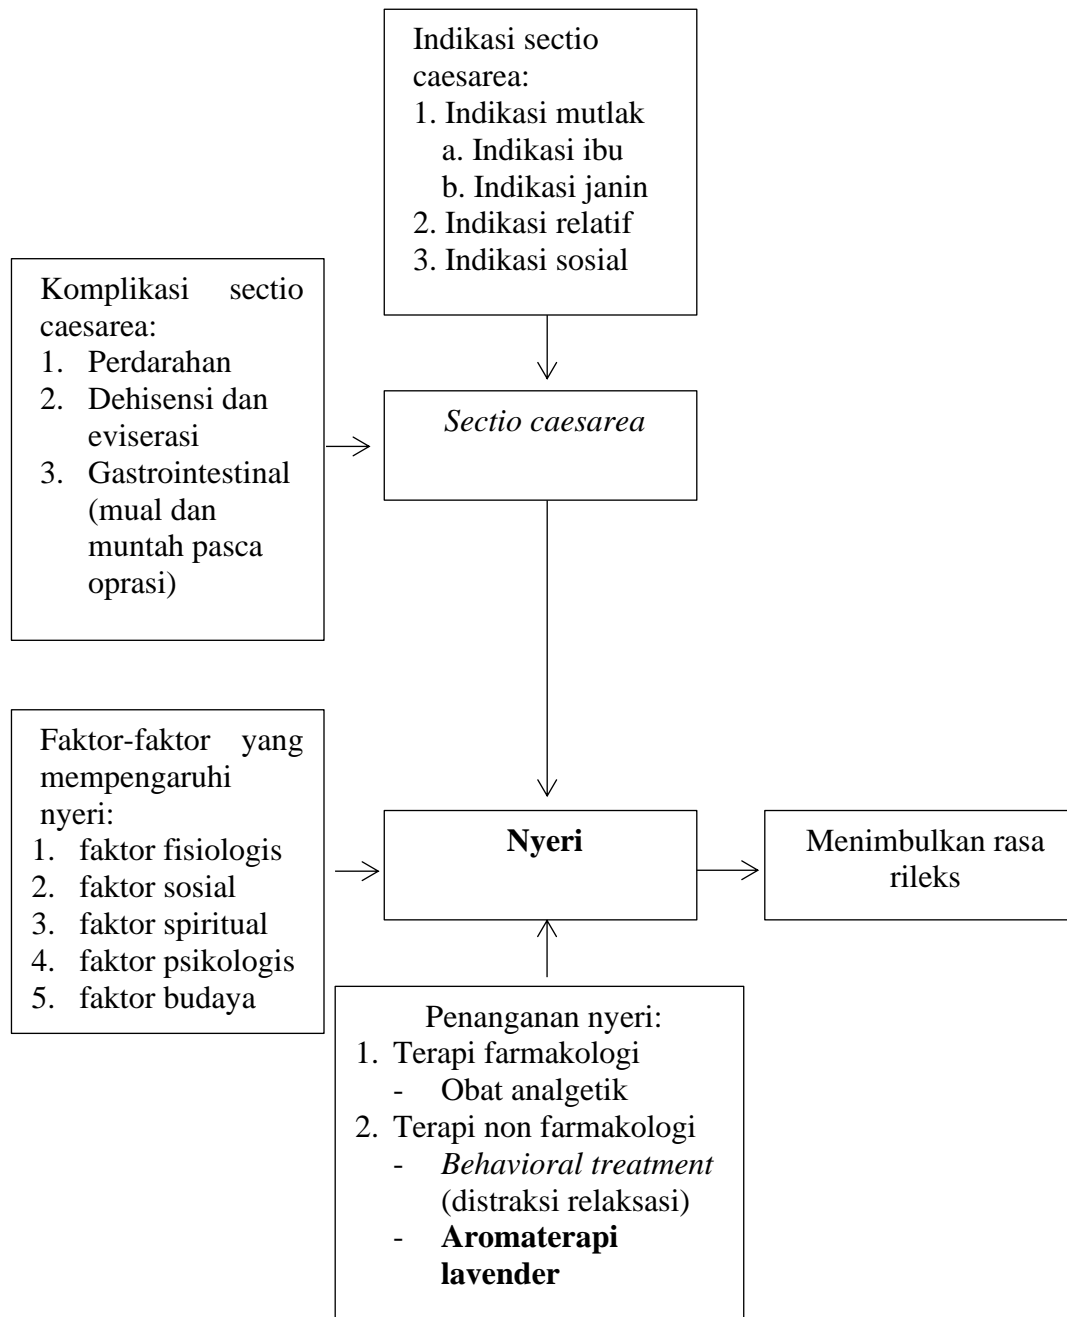 Indikasi sectio
caesarea:
1. Indikasi mutlak
a. Indikasi ibu
b. Indikasi janin
2. Indikasi relatif
3. Indikasi sosial
Komplikasi sectio
caesarea:
1. Perdarahan
2. Dehisensi dan
eviserasi
3. Gastrointestinal
(mual dan
muntah pasca
oprasi)
Sectio caesarea
Faktor-faktor yang
mempengaruhi
nyeri:
1. faktor fisiologis
2. faktor sosial
3. faktor spiritual
4. faktor psikologis
5. faktor budaya
Nyeri
Menimbulkan rasa
rileks
Penanganan nyeri:
1. Terapi farmakologi
- Obat analgetik
2. Terapi non farmakologi
- Behavioral treatment
(distraksi relaksasi)
- Aromaterapi
lavender